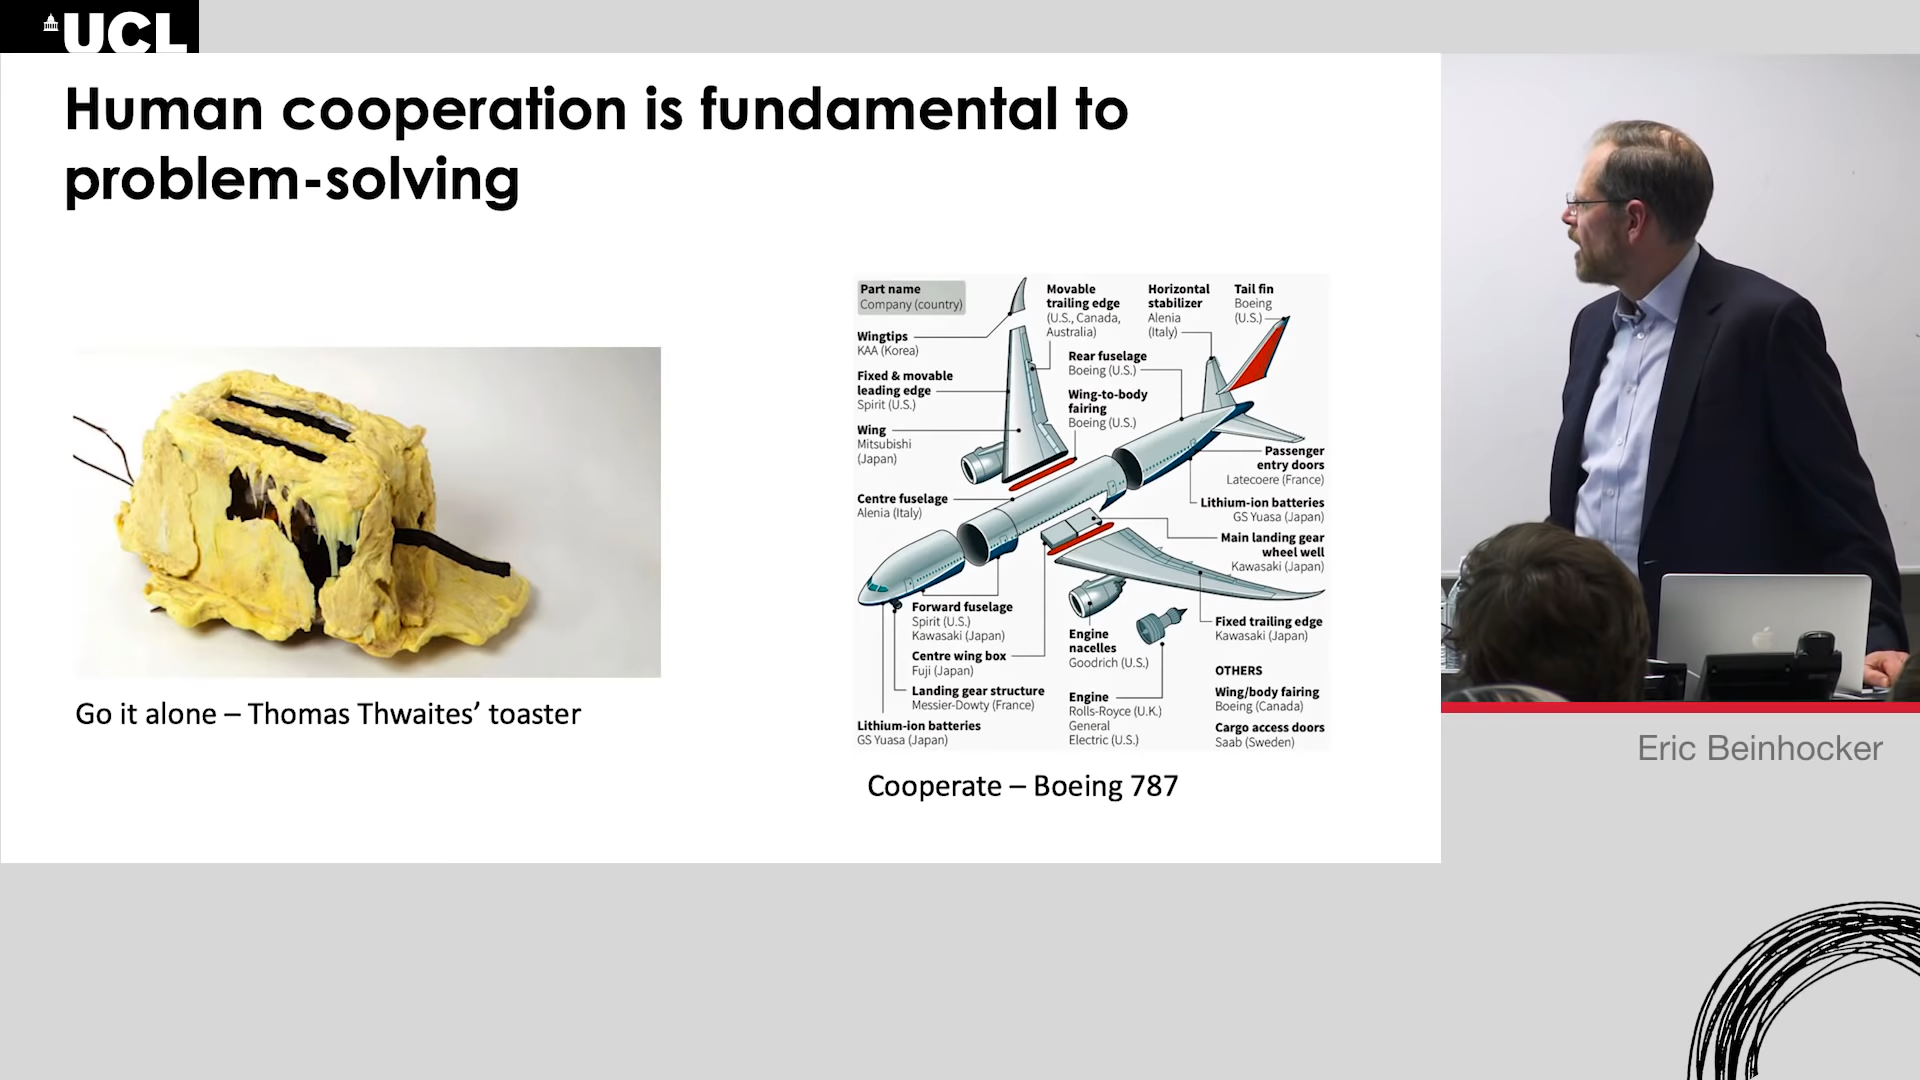 UCL
Human cooperation is fundamental to
problem-solving
Go it alone – Thomas Thwaites’ toaster
Part name
Company (country)
Wingtips
KAA (Korea)
Fixed & movable
leading edge
Spirit (U.S.)
Wing
Mitsubishi
(Japan)
Centre fuselage
Alenia (Italy)
Movable
trailing edge
(U.S., Canada,
Australia)
Rear fuselage
Boeing (U.S.)
Wing-to-body
fairing
Boeing (U.S.)
Horizontal
stabilizer
Alenia
(Italy)
Tail fin
Boeing
(U.S.)
Passenger
entry doors
Latecoere (France)
Lithium-ion batteries
GS Yuasa (Japan)
Main landing gear
wheel well
Kawasaki (Japan)
Forward fuselage
Spirit (U.S.)
Kawasaki (Japan)
Centre wing box
Fuji (Japan)
Landing gear structure
Messier-Dowty (France)
Lithium-ion batteries
GS Yuasa (Japan)
Engine
nacelles
Goodrich (U.S.)
Engine
Rolls-Royce (U.K.)
General
Electric (U.S.)
Fixed trailing edge
Kawasaki (Japan)
OTHERS
Wing/body fairing
Boeing (Canada)
Cargo access doors
Saab (Sweden)
Cooperate – Boeing 787
Eric Beinhocker